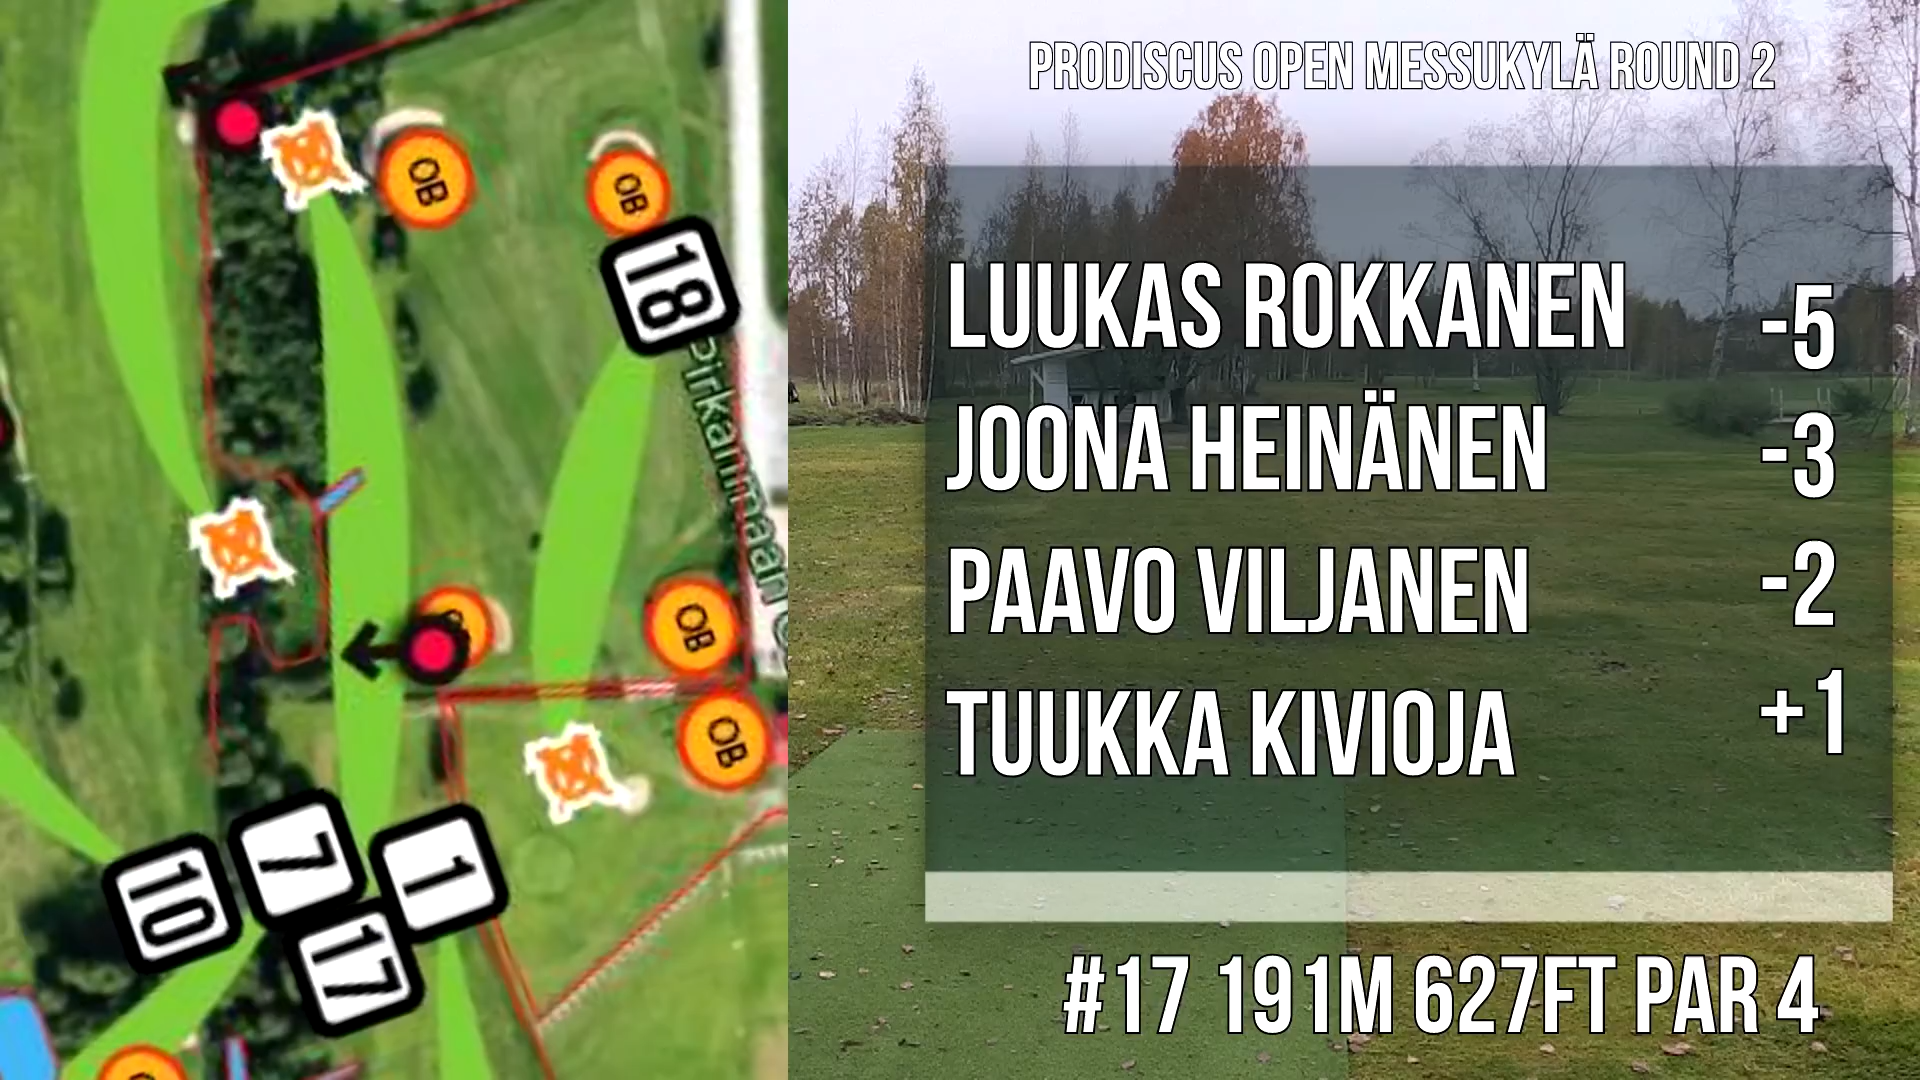 PRODISCUS OPEN MESSUKYLÄ ROUND 2
LUUKAS ROKKANEN -5
JOONA HEINÄNEN -3
PAAVO VILJANEN -2
TUUKKA KIVIOJA +1
#17 191M 627FT PAR 4
OB
OB
18
OB
OB
7
1
10
17